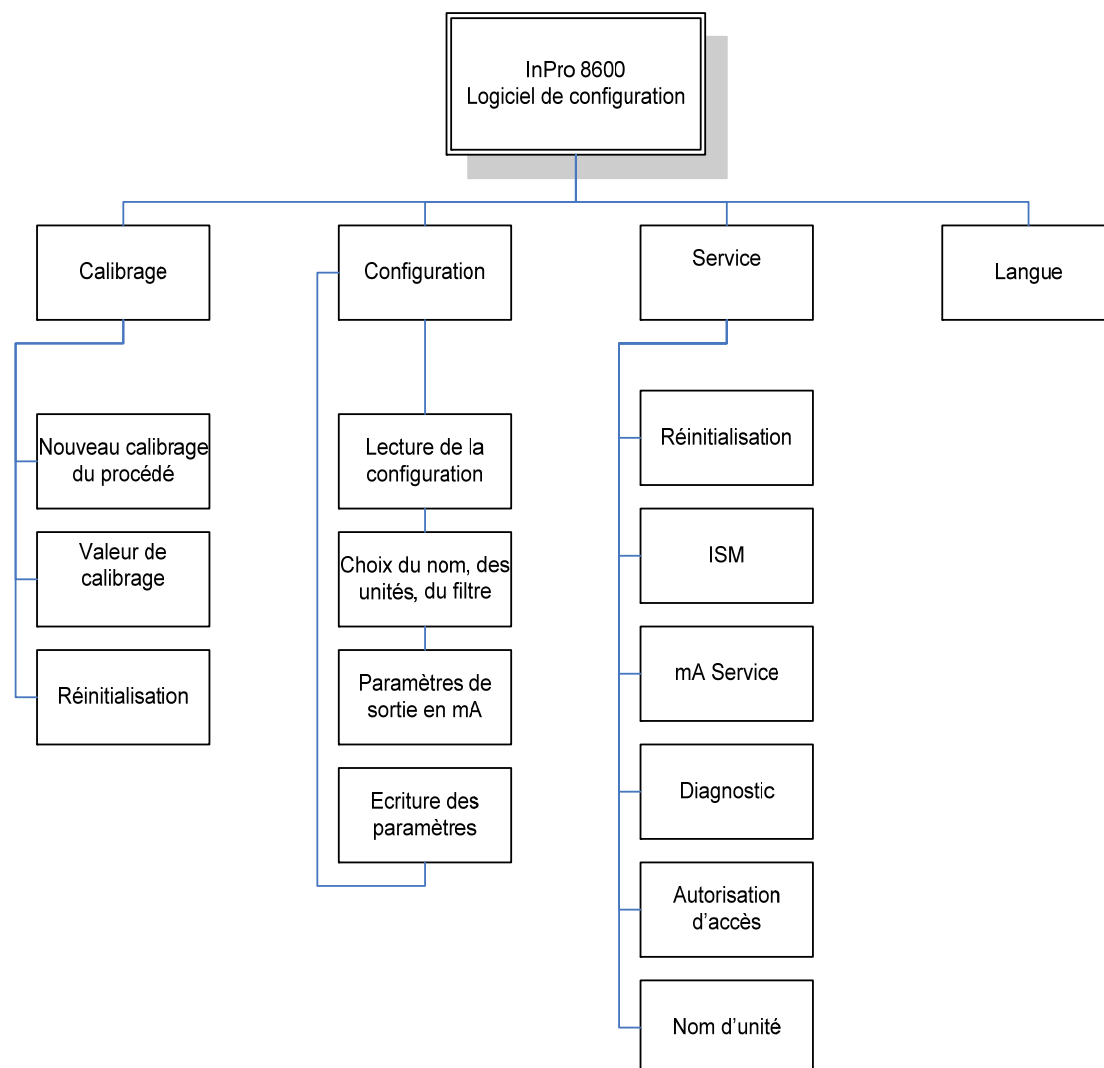 InPro 8600
Logiciel de configuration
Calibrage
Configuration
Service
Langue
Nouveau calibrage
du procédé
Valeur de
calibrage
Réinitialisation
Lecture de la
configuration
Choix du nom, des
unités, du filtre
Paramètres de
sortie en mA
Ecriture des
paramètres
Réinitialisation
ISM
mA Service
Diagnostic
Autorisation
d’accès
Nom d’unité